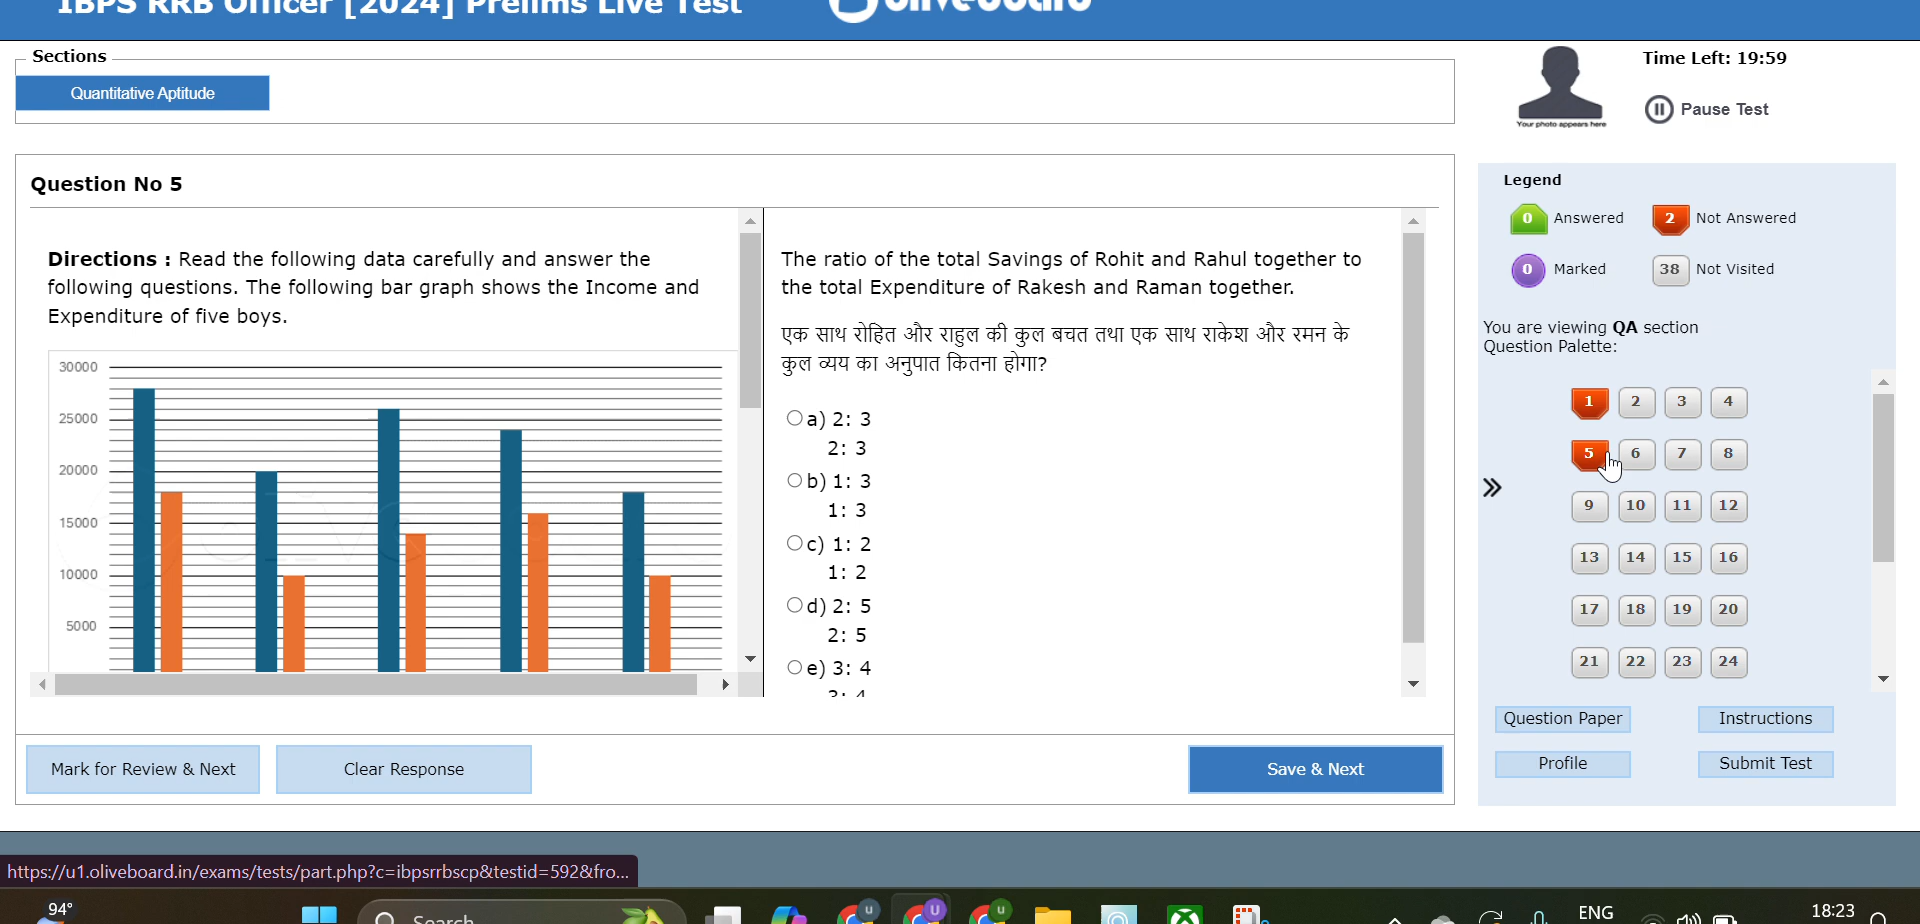 IBPS RRB Officer [2024] Prelims Live Test
oliveboard
Sections
Quantitative Aptitude
Your photo appears here
Time Left: 19:59
Pause Test
Question No 5
Directions : Read the following data carefully and answer the
following questions. The following bar graph shows the Income and
Expenditure of five boys.
30000
25000
20000
15000
10000
5000
The ratio of the total Savings of Rohit and Rahul together to
the total Expenditure of Rakesh and Raman together.
एक साथ रोहित और राहुल की कुल बचत तथा एक साथ राकेश और रमन के
कुल व्यय का अनुपात कितना होगा?
a) 2: 3
2: 3
b) 1: 3
1: 3
c) 1: 2
1: 2
d) 2: 5
2: 5
e) 3: 4
3: 4
Mark for Review & Next
Clear Response
Save & Next
Legend
0 Answered
2 Not Answered
0 Marked
38 Not Visited
You are viewing QA section
Question Palette:
1 2 3 4
5 6 7 8
9 10 11 12
13 14 15 16
17 18 19 20
21 22 23 24
Question Paper
Instructions
Profile
Submit Test
https://u1.oliveboard.in/exams/tests/part.php?c=ibpsrrbscp&testid=592&fro...
94°
Search
U
U
U
ENG
18:23